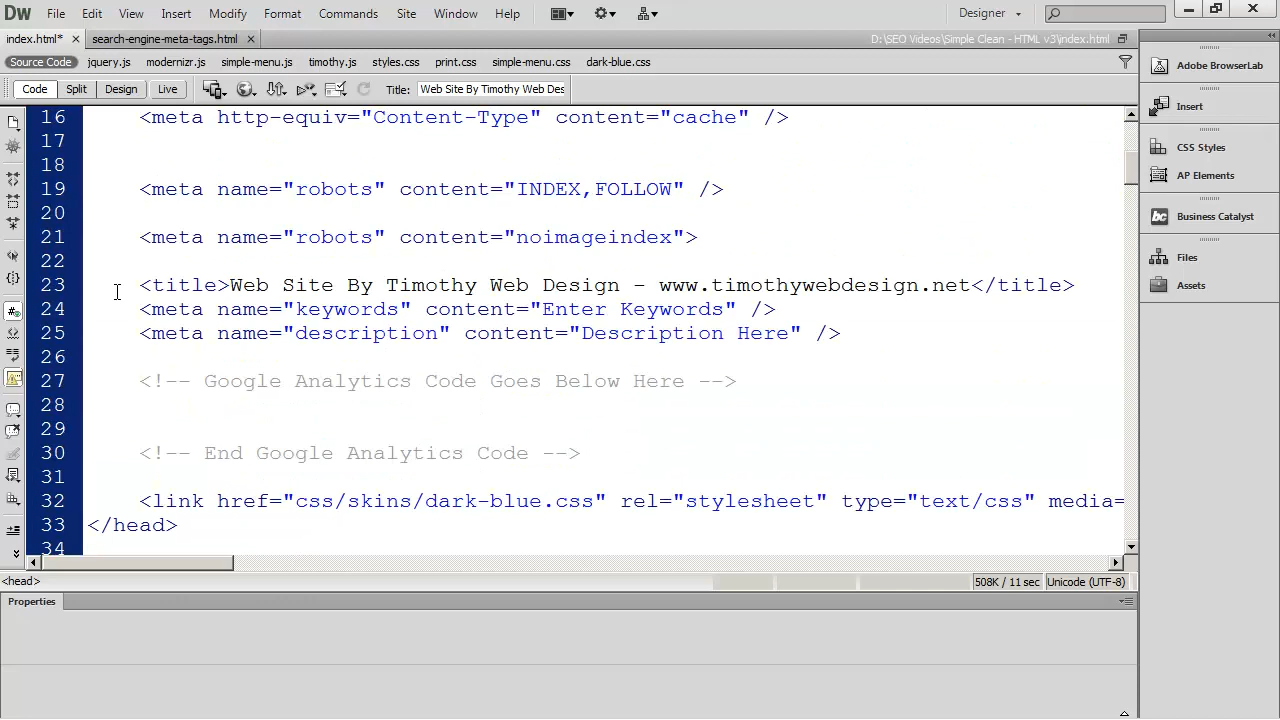 Dw File Edit View Insert Modify Format Commands Site Window Help Designer
index.html* search-engine-meta-tags.html D:\SEO Videos\Simple Clean - HTML v3\index.html
Source Code jquery.js modernizr.js simple-menu.js timothy.js styles.css print.css simple-menu.css dark-blue.css
Code Split Design Live Title: Web Site By Timothy Web Des
16 <meta http-equiv="Content-Type" content="cache" />
17
18
19 <meta name="robots" content="INDEX,FOLLOW" />
20
21 <meta name="robots" content="noimageindex">
22
23 <title>Web Site By Timothy Web Design - www.timothywebdesign.net</title>
24 <meta name="keywords" content="Enter Keywords" />
25 <meta name="description" content="Description Here" />
26
27 <!-- Google Analytics Code Goes Below Here -->
28
29
30 <!-- End Google Analytics Code -->
31
32 <link href="css/skins/dark-blue.css" rel="stylesheet" type="text/css" media=
33 </head>
34
<head> 508K / 11 sec Unicode (UTF-8)
Properties
Adobe BrowserLab
Insert
CSS Styles
AP Elements
bc Business Catalyst
Files
Assets